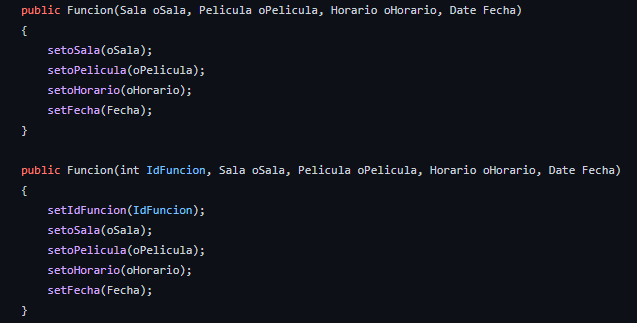 public Funcion(Sala oSala, Pelicula oPelicula, Horario oHorario, Date Fecha)
{
    setoSala(oSala);
    setoPelicula(oPelicula);
    setoHorario(oHorario);
    setFecha(Fecha);
}

public Funcion(int IdFuncion, Sala oSala, Pelicula oPelicula, Horario oHorario, Date Fecha)
{
    setIdFuncion(IdFuncion);
    setoSala(oSala);
    setoPelicula(oPelicula);
    setoHorario(oHorario);
    setFecha(Fecha);
}